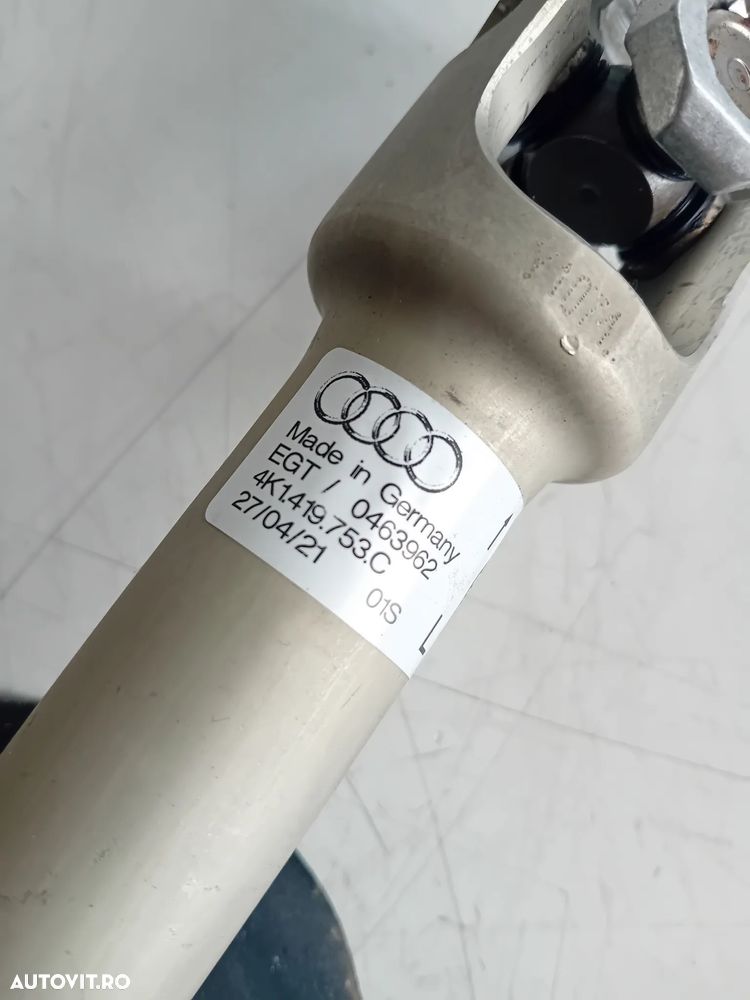 Made in Germany
EGT / 0463962
4K1.419.753.C
27/04/21 01S
L
AUTOVIT.RO